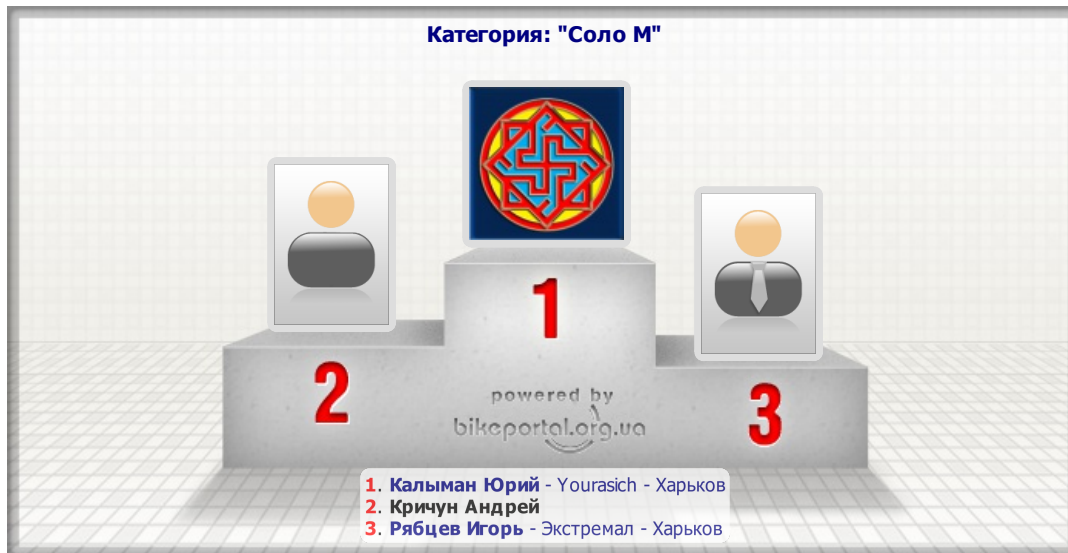 Категория: "Соло М"
1
2
3
powered by
bikeportal.org.ua
1. Калыман Юрий - Yourasich - Харьков
2. Кричун Андрей
3. Рябцев Игорь - Экстремал - Харьков